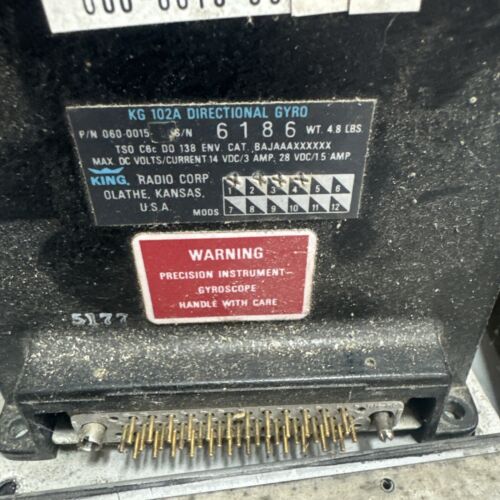 KG 102A DIRECTIONAL GYRO
P/N 060-0015- S/N 6186 WT. 4.8 LBS.
TSO C6c DO 138 ENV. CAT. BAJAAAXXXXXX
MAX. DC VOLTS/CURRENT 14 VDC/3 AMP, 28 VDC/1.5 AMP.
KING RADIO CORP.
OLATHE, KANSAS,
U.S.A.
MODS
1 2 3 4 5 6
7 8 9 10 11 12
WARNING
PRECISION INSTRUMENT-
GYROSCOPE
HANDLE WITH CARE
5177